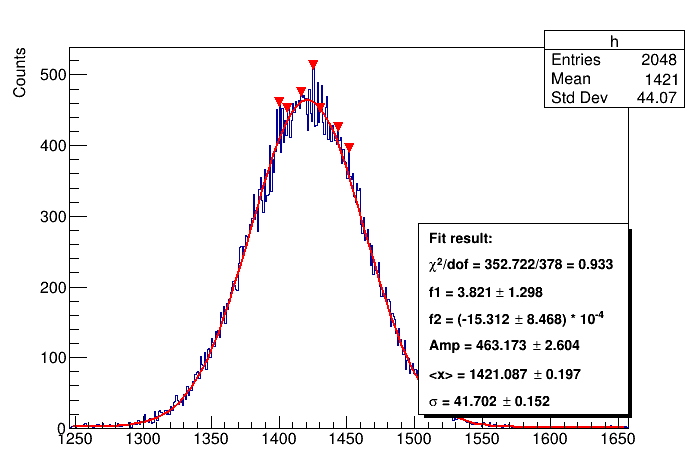 h
Entries 2048
Mean 1421
Std Dev 44.07
Counts
500
400
300
200
100
0
Fit result:
χ²/dof = 352.722/378 = 0.933
f1 = 3.821 ± 1.298
f2 = (-15.312 ± 8.468) * 10⁻⁴
Amp = 463.173 ± 2.604
<x> = 1421.087 ± 0.197
σ = 41.702 ± 0.152
1250 1300 1350 1400 1450 1500 1550 1600 1650